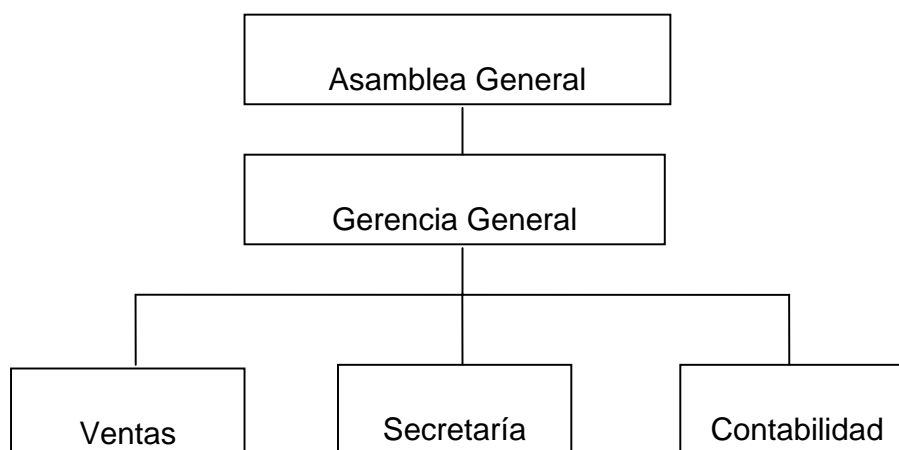 Asamblea General
Gerencia General
Ventas
Secretaría
Contabilidad